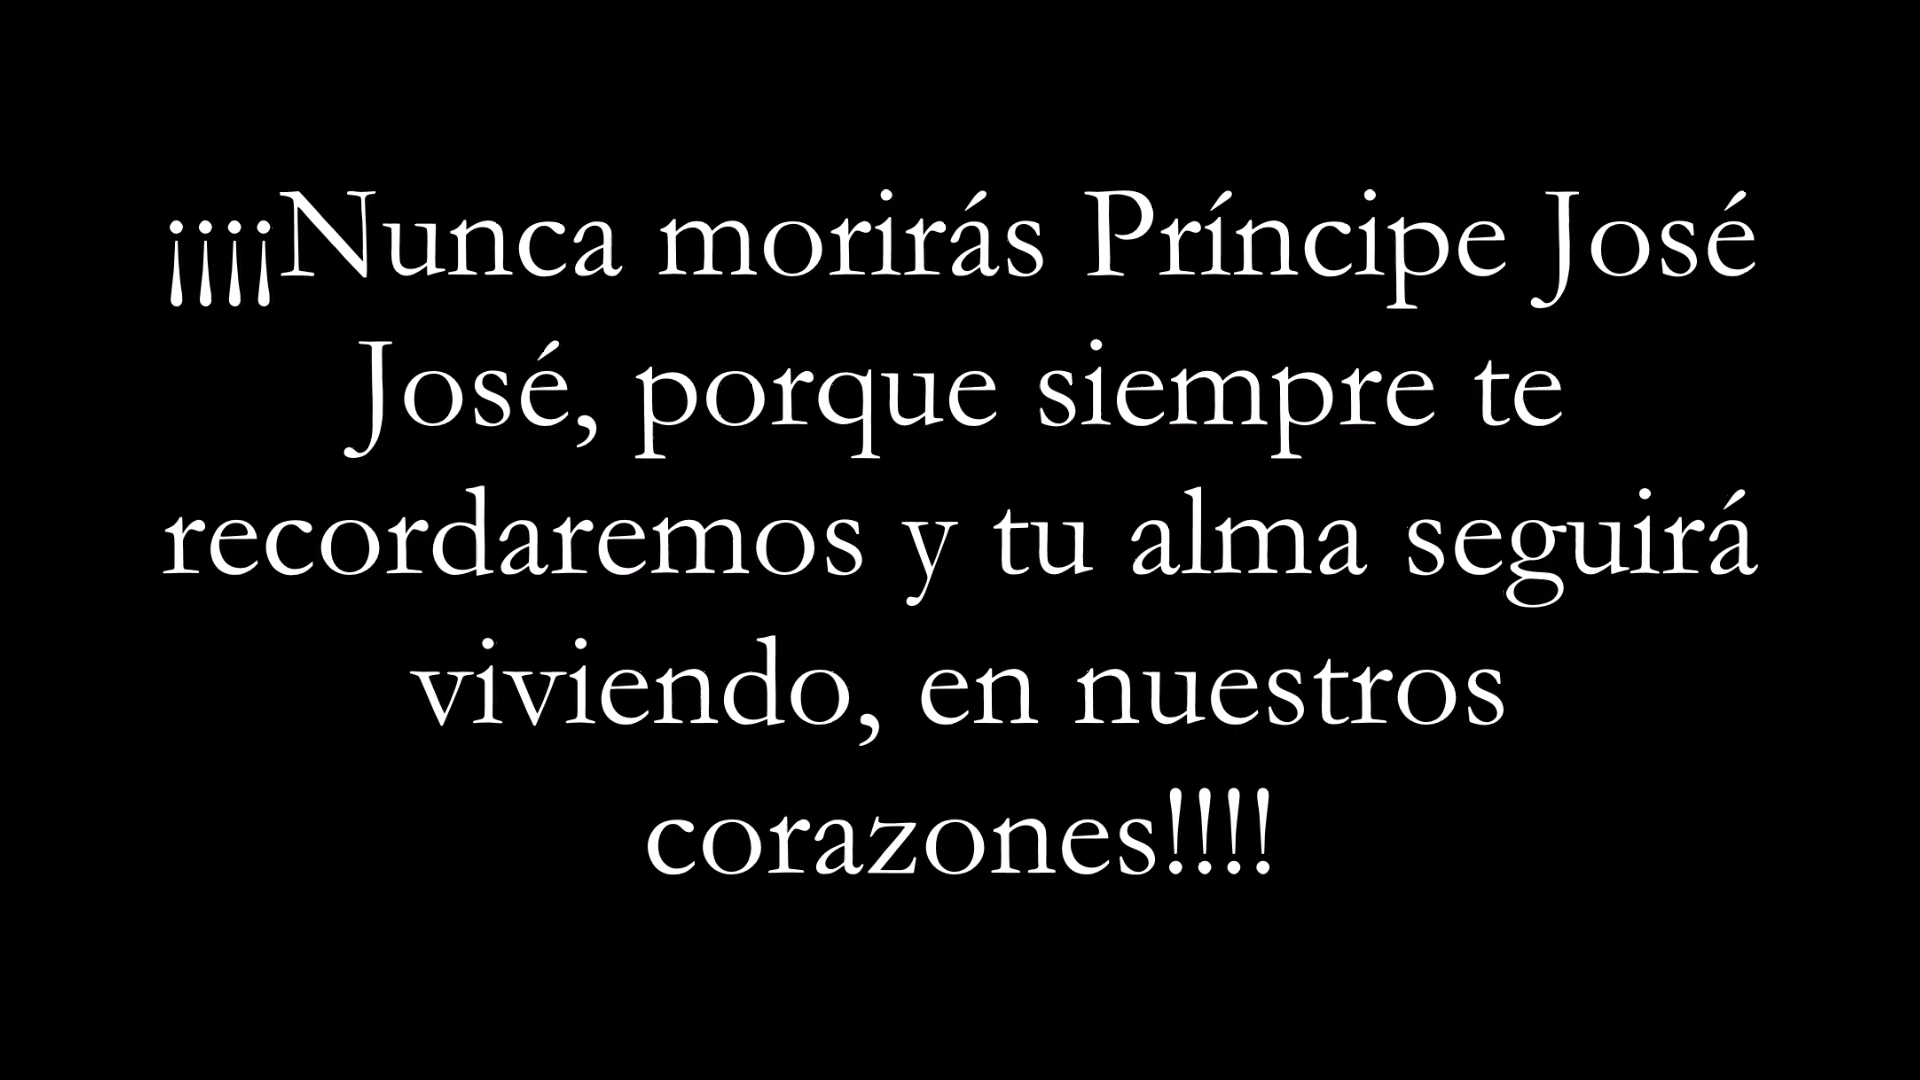 ¡¡¡¡Nunca morirás Príncipe José
José, porque siempre te
recordaremos y tu alma seguirá
viviendo, en nuestros
corazones!!!!